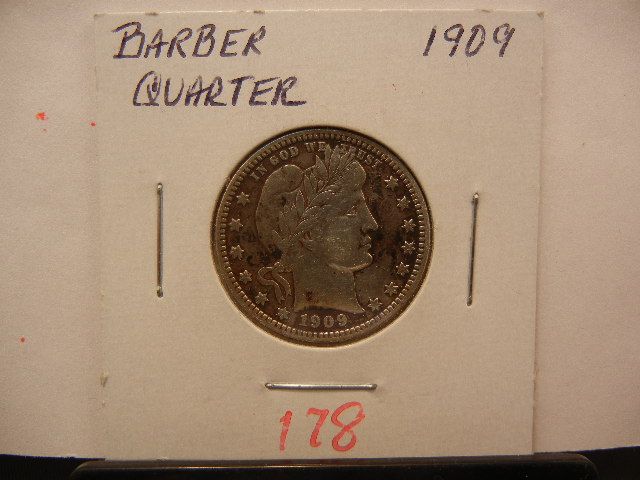 BARBER 1909
QUARTER
IN GOD WE TRUST
1909
178